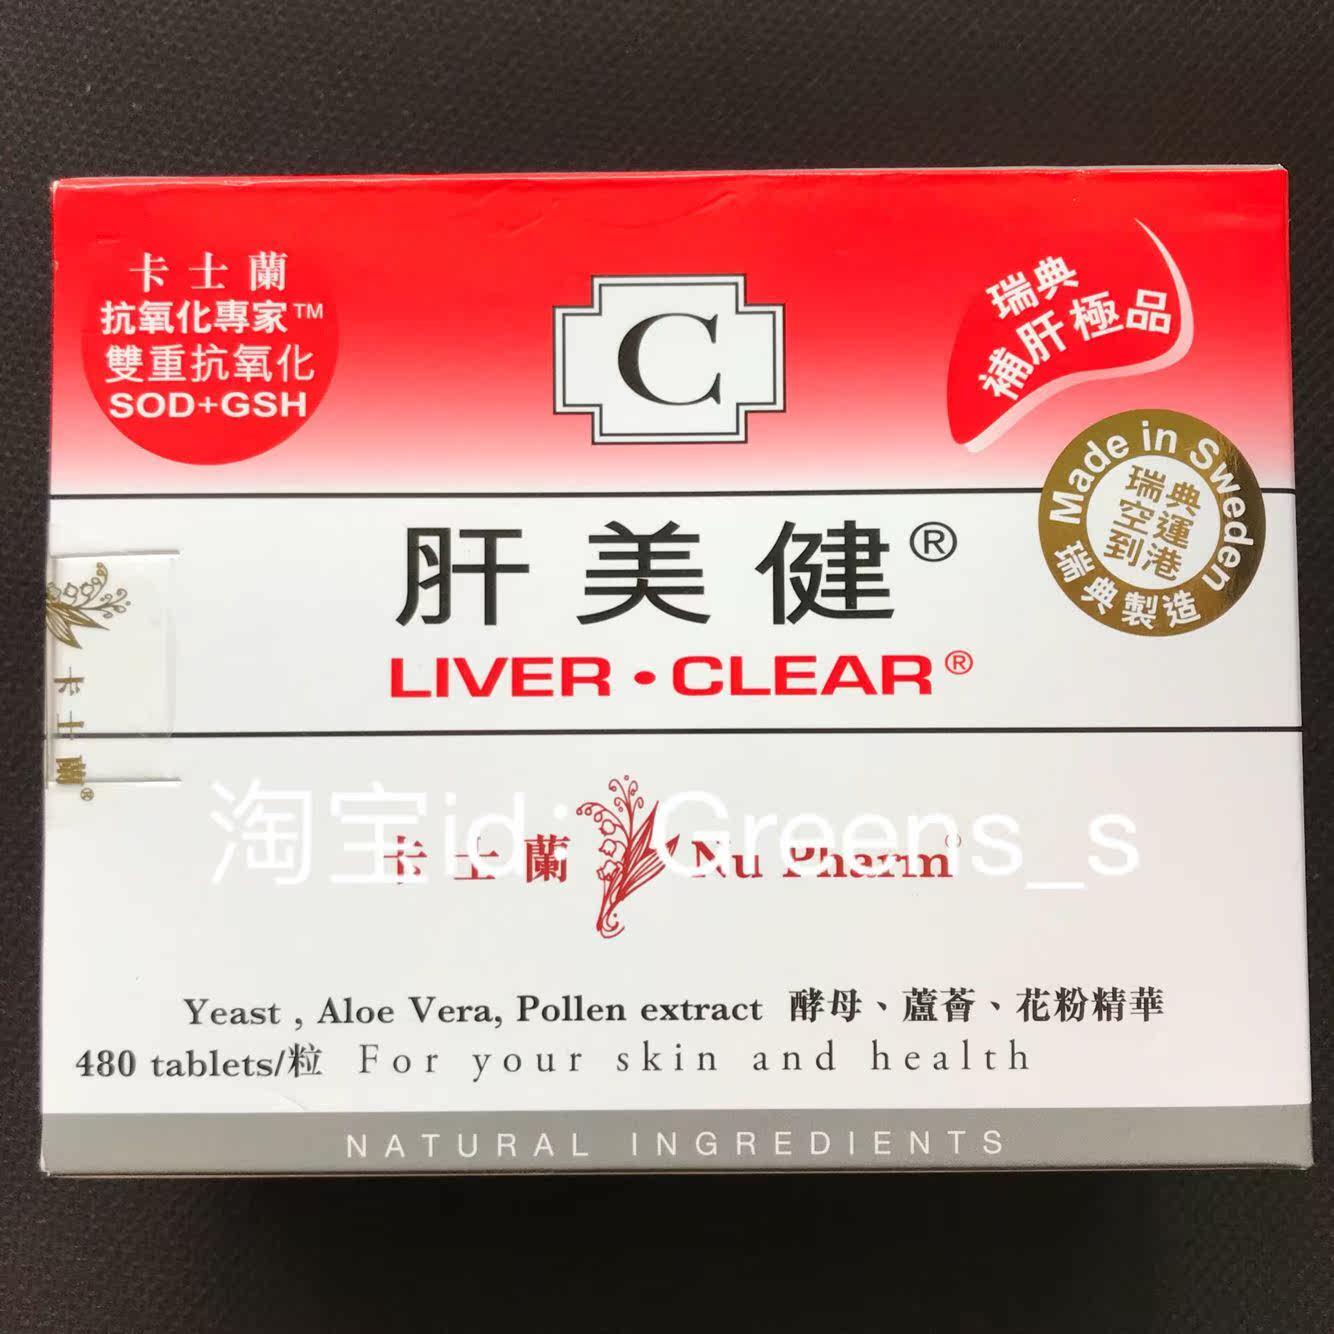 卡士蘭
抗氧化專家™
雙重抗氧化
SOD+GSH
C
瑞典
補肝極品
Made in Sweden
瑞典
空運
到港
瑞典製造
肝美健®
LIVER・CLEAR®
卡士蘭®
淘宝id：Greens_s
卡士蘭 Nu Pharm®
Yeast , Aloe Vera, Pollen extract 酵母、蘆薈、花粉精華
480 tablets/粒 For your skin and health
NATURAL INGREDIENTS